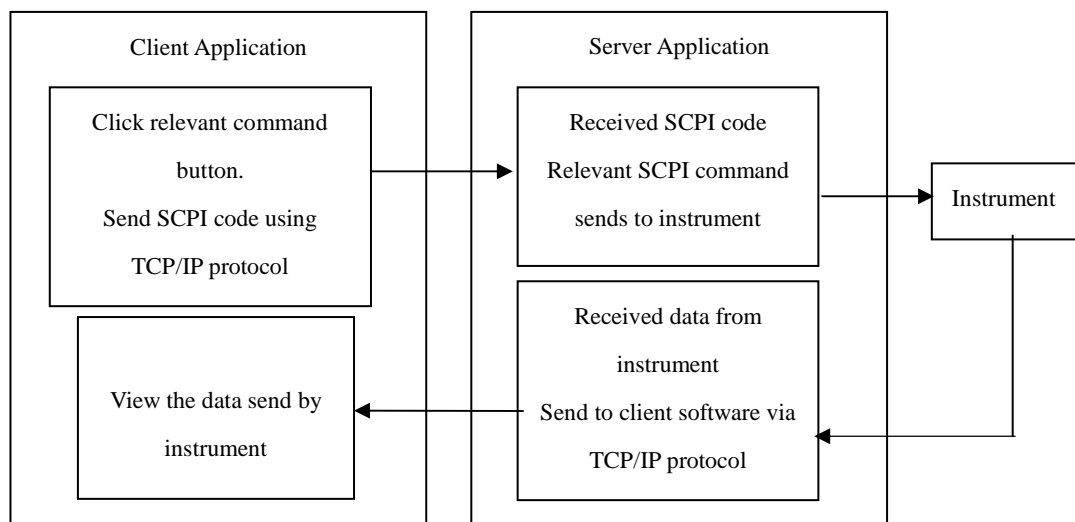 Client Application
Click relevant command
button.
Send SCPI code using
TCP/IP protocol
View the data send by
instrument
Server Application
Received SCPI code
Relevant SCPI command
sends to instrument
Received data from
instrument
Send to client software via
TCP/IP protocol
Instrument